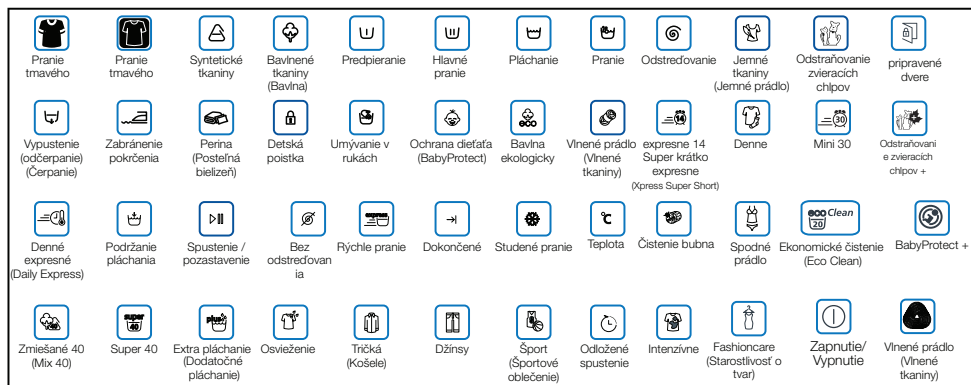 Pranie tmavého
Pranie tmavého
Syntetické tkaniny
Bavlnené tkaniny (Bavlna)
Predpieranie
Hlavné pranie
Pláchanie
Pranie
Odstreďovanie
Jemné tkaniny (Jemné prádlo)
Odstraňovanie zvieracích chlpov
pripravené dvere
Vypustenie (odčerpanie) (Čerpanie)
Zabránenie pokrčenia
Perina (Posteľná bielizeň)
Detská poistka
Umývanie v rukách
Ochrana dieťaťa (BabyProtect)
eco
Bavlna ekologicky
Vlnené prádlo (Vlnené tkaniny)
14
expresne 14 Super krátko expresne (Xpress Super Short)
Denne
30
Mini 30
Odstraňovani e zvieracích chlpov +
Denné expresné (Daily Express)
Podržanie pláchania
Spustenie / pozastavenie
Bez odstreďovan ia
express
Rýchle pranie
Dokončené
Studené pranie
°C
Teplota
Čistenie bubna
Spodné prádlo
eco Clean
20
Ekonomické čistenie (Eco Clean)
BabyProtect +
40
Zmiešané 40 (Mix 40)
super
40
Super 40
plus
Extra pláchanie (Dodatočné pláchanie)
Osvieženie
Tričká (Košele)
Džínsy
Šport (Športové oblečenie)
Odložené spustenie
Intenzívne
Fashioncare (Starostlivosť o tvar)
Zapnutie/ Vypnutie
Vlnené prádlo (Vlnené tkaniny)